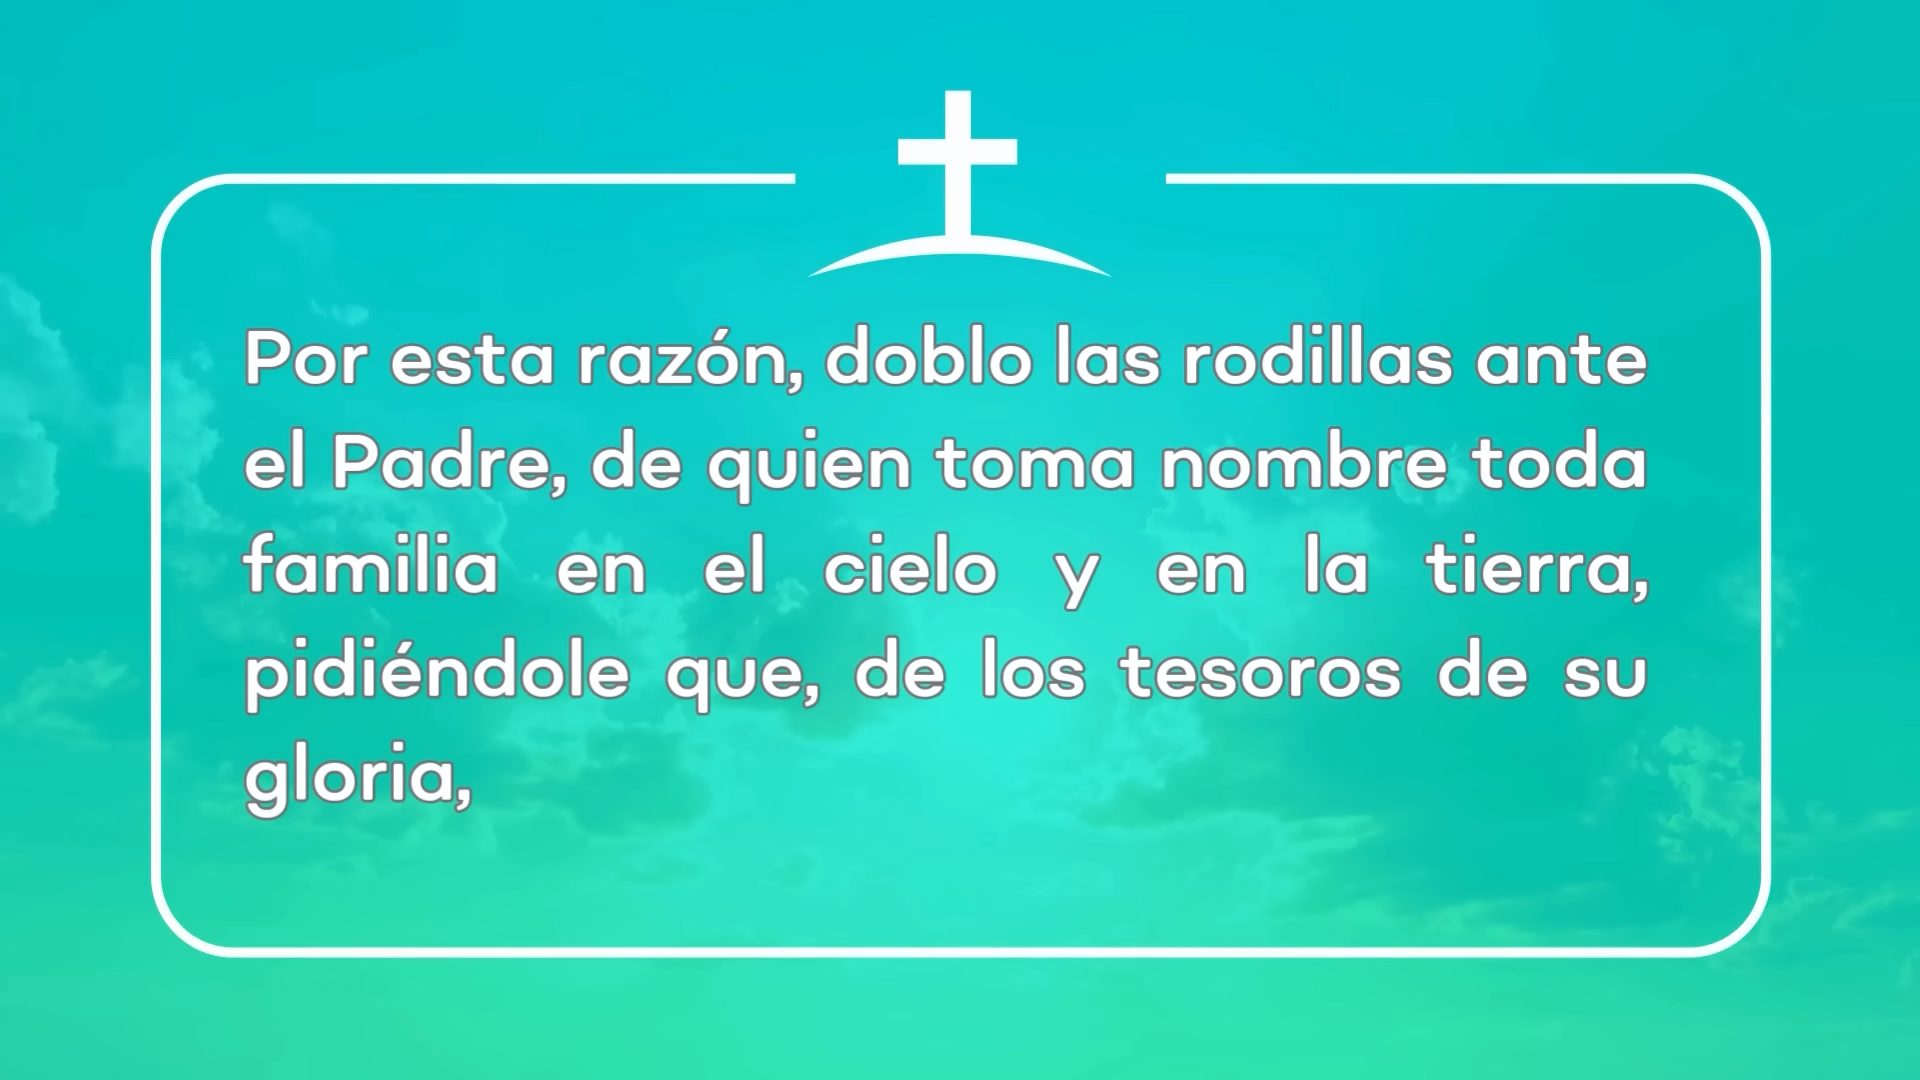 Por esta razón, doblo las rodillas ante
el Padre, de quien toma nombre toda
familia en el cielo y en la tierra,
pidiéndole que, de los tesoros de su
gloria,